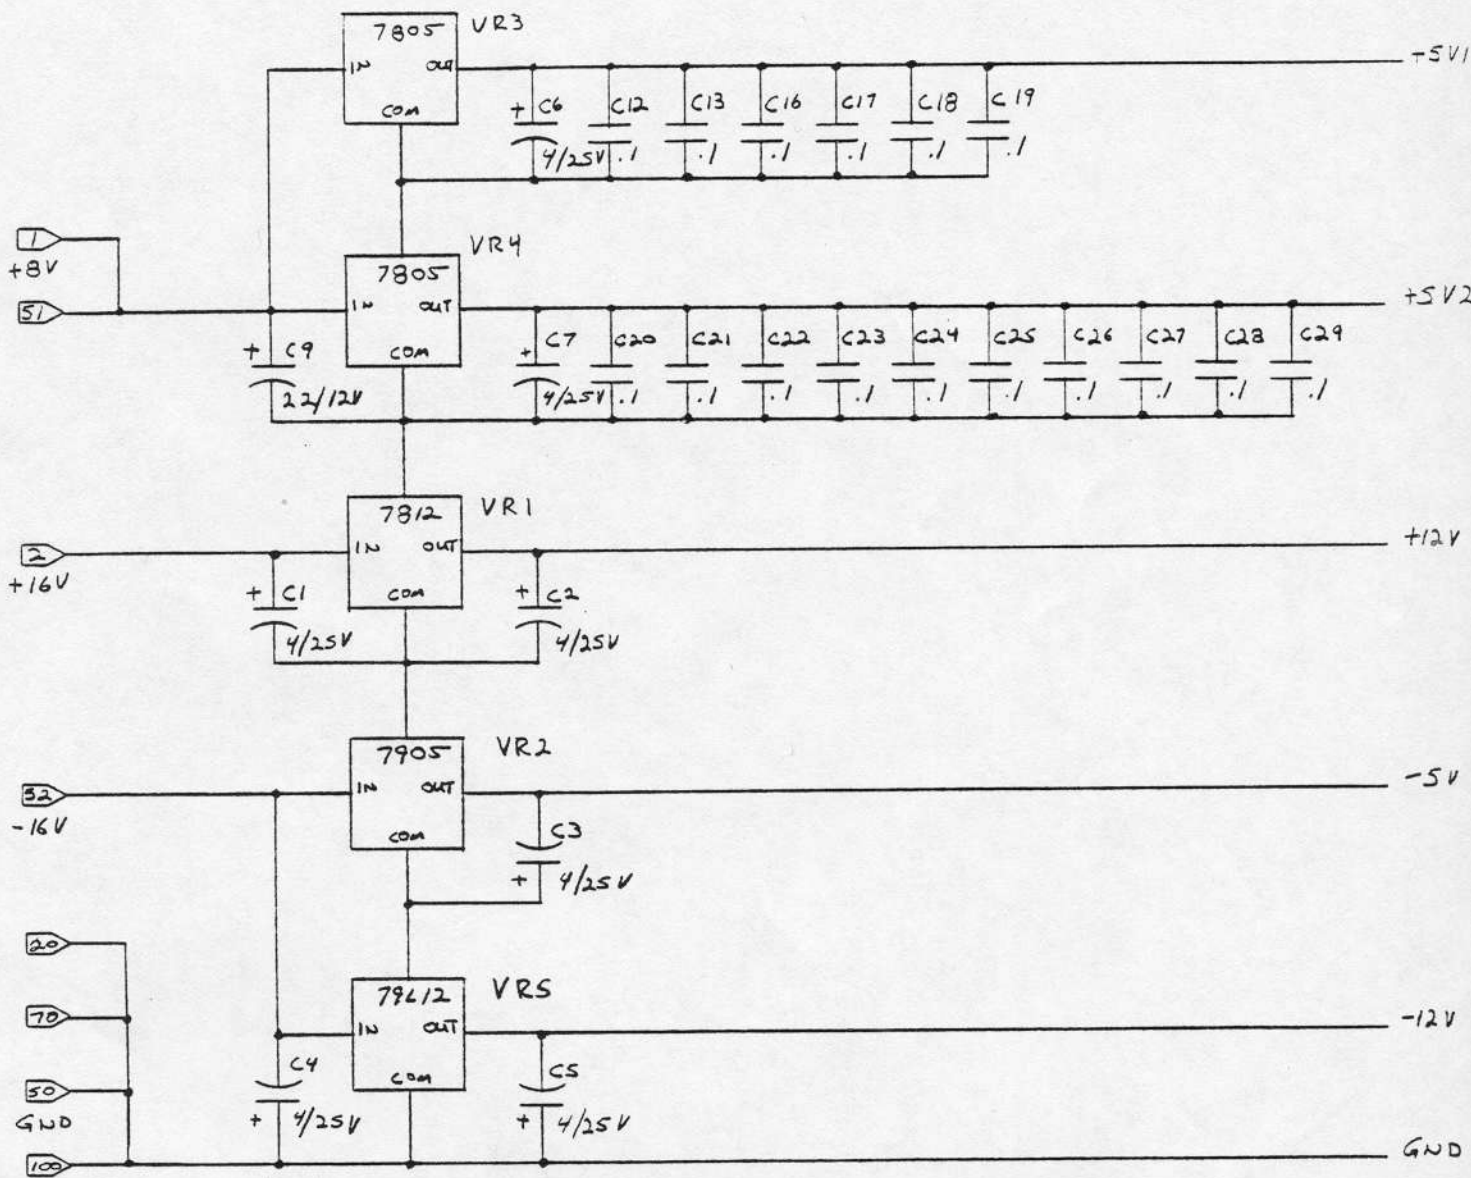 7805 VR3
IN OUT +5V1
COM
+ C6 C12 C13 C16 C17 C18 C19
4/25V .1 .1 .1 .1 .1 .1
1
+8V
51
7805 VR4
IN OUT +5V2
COM
+ C9
22/12V
+ C7 C20 C21 C22 C23 C24 C25 C26 C27 C28 C29
4/25V .1 .1 .1 .1 .1 .1 .1 .1 .1 .1
2
+16V
7812 VR1
IN OUT +12V
COM
+ C1
4/25V
+ C2
4/25V
52
-16V
7905 VR2
IN OUT -5V
COM
C3
+ 4/25V
20
70
50
GND
100
79L12 VR5
IN OUT -12V
COM
C4
+ 4/25V
C5
+ 4/25V
GND